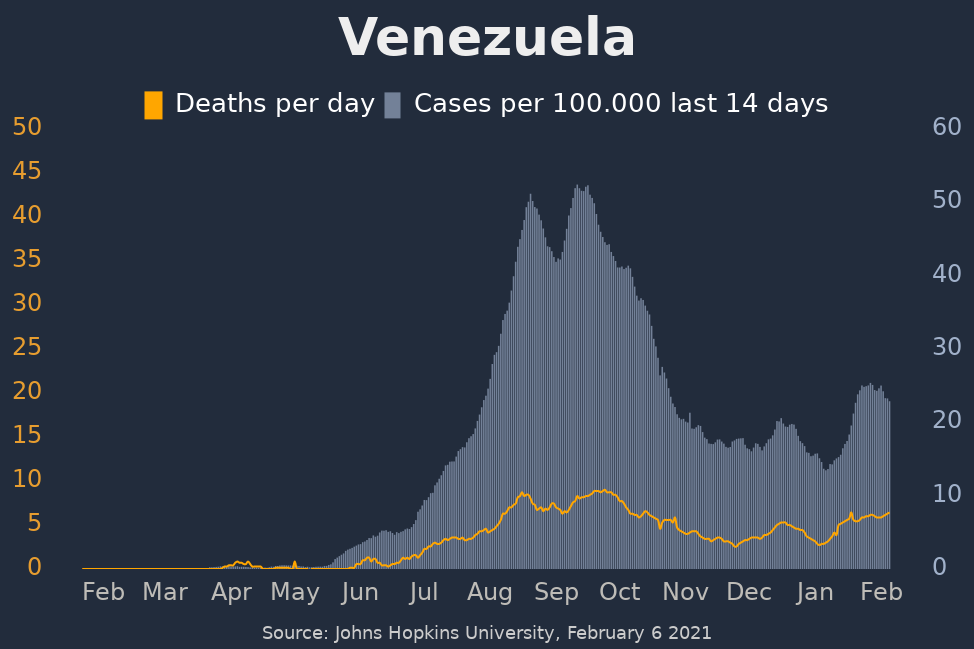 Venezuela
Deaths per day Cases per 100.000 last 14 days
50 60
45
40 50
35
30 40
25 30
20
15 20
10 10
5
0 0
Feb Mar Apr May Jun Jul Aug Sep Oct Nov Dec Jan Feb
Source: Johns Hopkins University, February 6 2021